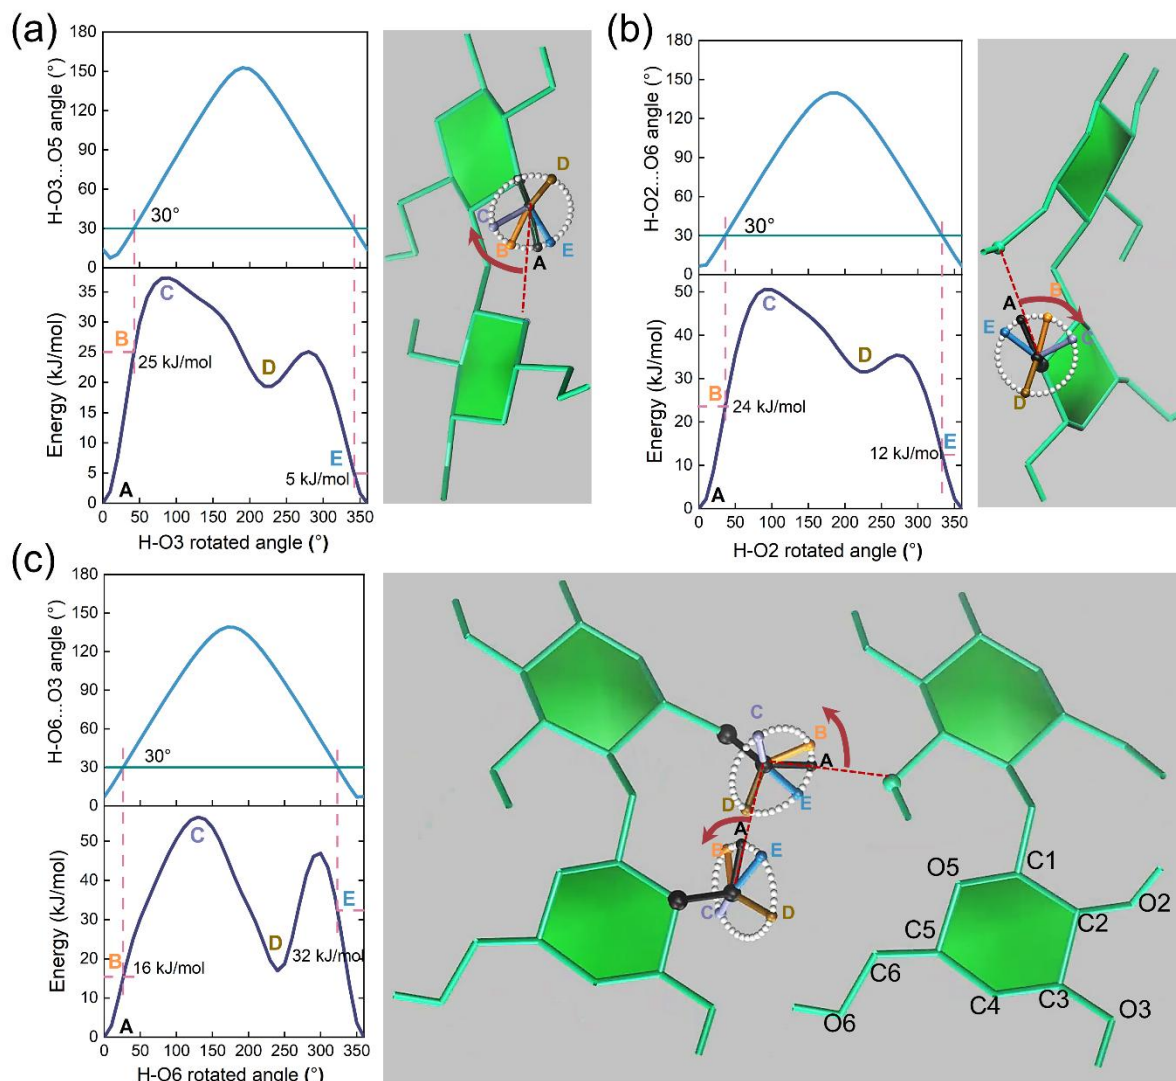 (a)
H-O3...O5 angle (°)
180
150
120
90
60
30
0
30°
Energy (kJ/mol)
35
30
25
20
15
10
5
0
C
B
25 kJ/mol
D
E
5 kJ/mol
A
0 50 100 150 200 250 300 350
H-O3 rotated angle (°)
D
C
B
A
E
(b)
H-O2...O6 angle (°)
180
150
120
90
60
30
0
30°
Energy (kJ/mol)
50
40
30
20
10
0
C
D
B
24 kJ/mol
E
12 kJ/mol
A
0 50 100 150 200 250 300 350
H-O2 rotated angle (°)
B
A
E
C
D
(c)
H-O6...O3 angle (°)
180
150
120
90
60
30
0
30°
Energy (kJ/mol)
50
40
30
20
10
0
C
E
D
B
16 kJ/mol
32 kJ/mol
A
0 50 100 150 200 250 300 350
H-O6 rotated angle (°)
C
B
A
E
D
A
B
E
C
D
C1
O5
O2
C2
C5
C6
C4
C3
O3
O6